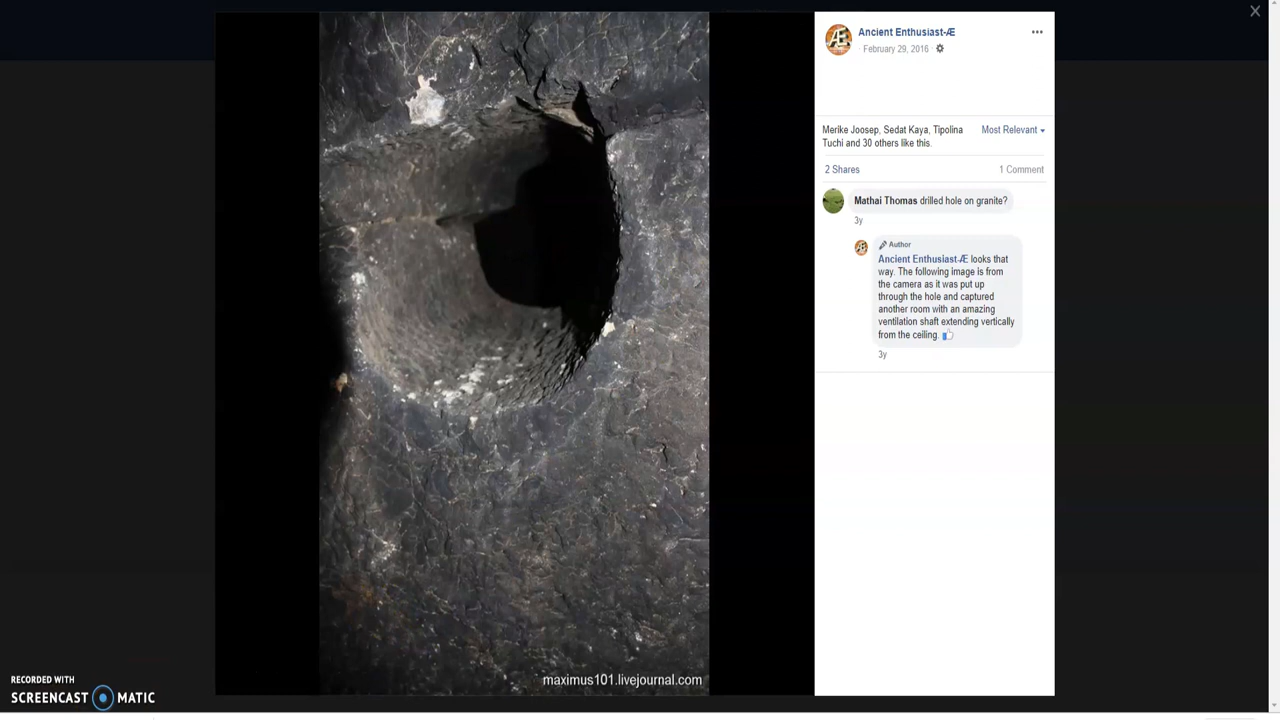 Ancient Enthusiast-Æ
· February 29, 2016 ·
Merike Joosep, Sedat Kaya, Tipolina
Tuchi and 30 others like this.
Most Relevant
2 Shares
1 Comment
Mathai Thomas drilled hole on granite?
3y
Author
Ancient Enthusiast-Æ looks that
way. The following image is from
the camera as it was put up
through the hole and captured
another room with an amazing
ventilation shaft extending vertically
from the ceiling.
3y
maximus101.livejournal.com
RECORDED WITH
SCREENCAST MATIC